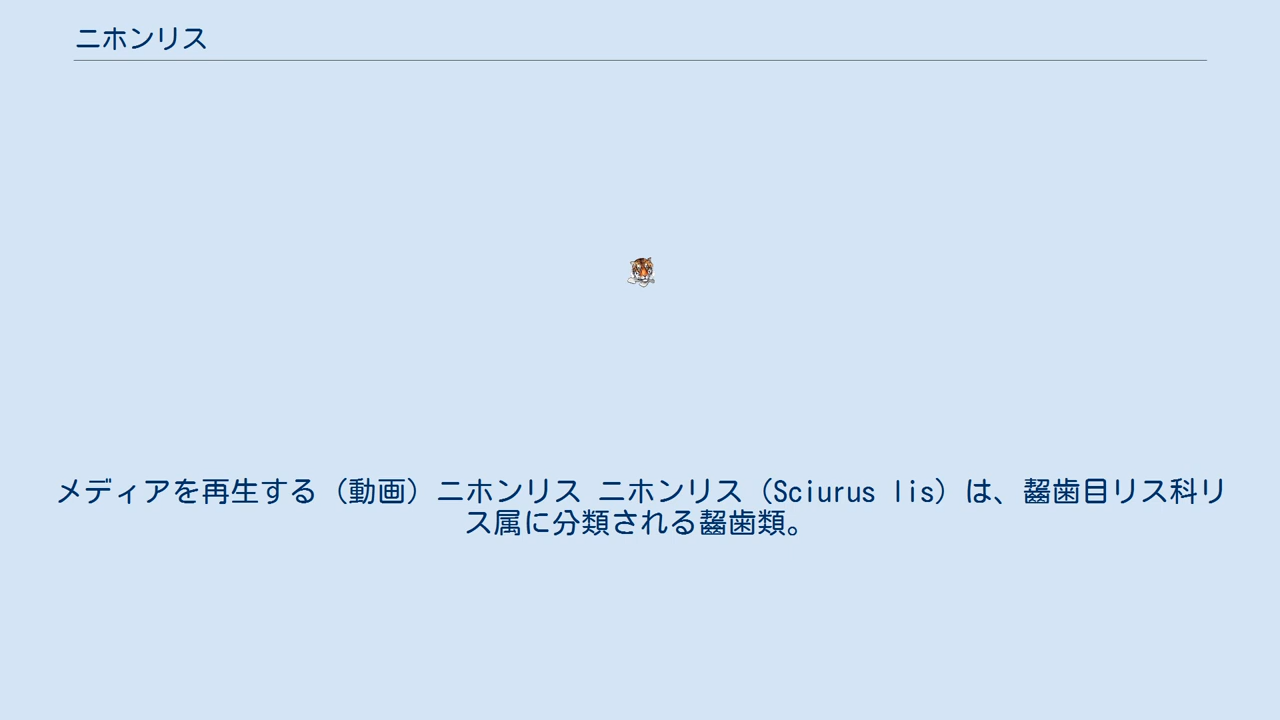 ニホンリス
メディアを再生する（動画）ニホンリス ニホンリス（Sciurus lis）は、齧歯目リス科リ
ス属に分類される齧歯類。